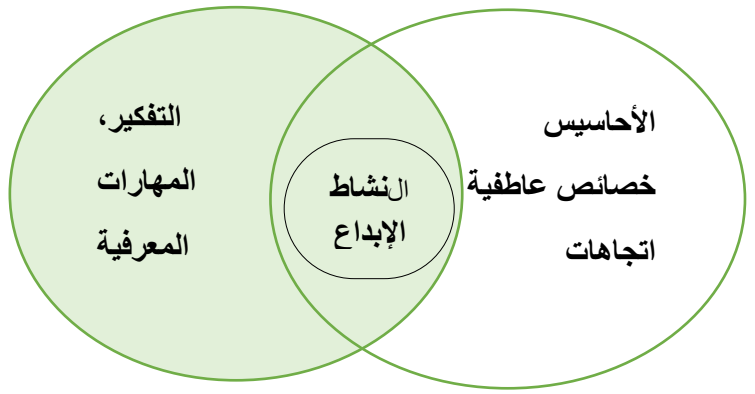 الأحاسيس
خصائص عاطفية
اتجاهات
النشاط
الإبداع
التفكير،
المهارات
المعرفية